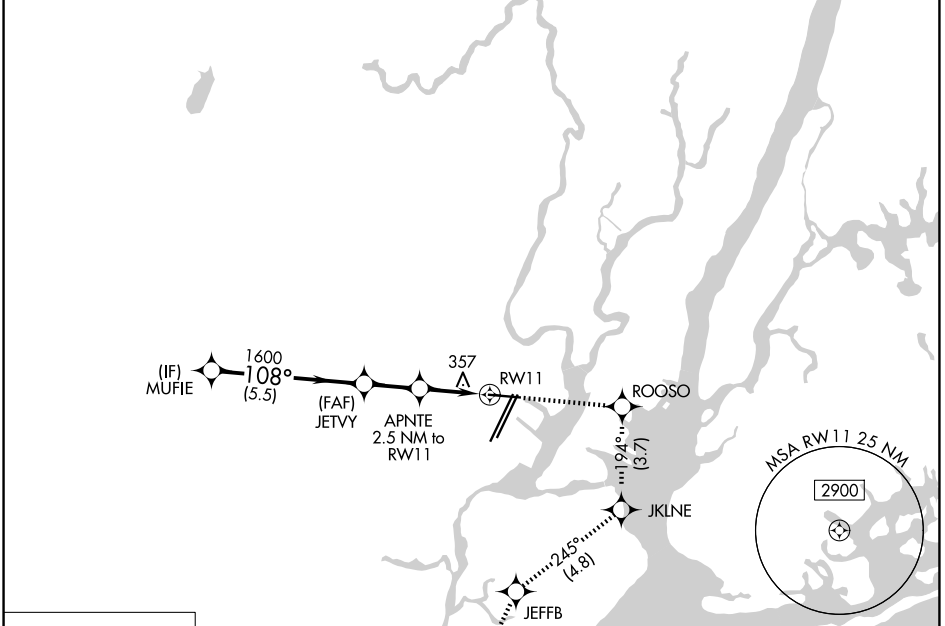 (IF)
MUFIE
1600
108°
(5.5)
(FAF)
JETVY
APNTE
2.5 NM to
RW11
357
RW11
ROOSO
194°
(3.7)
JKLNE
245°
(4.8)
JEFFB
MSA RW11 25 NM
2900